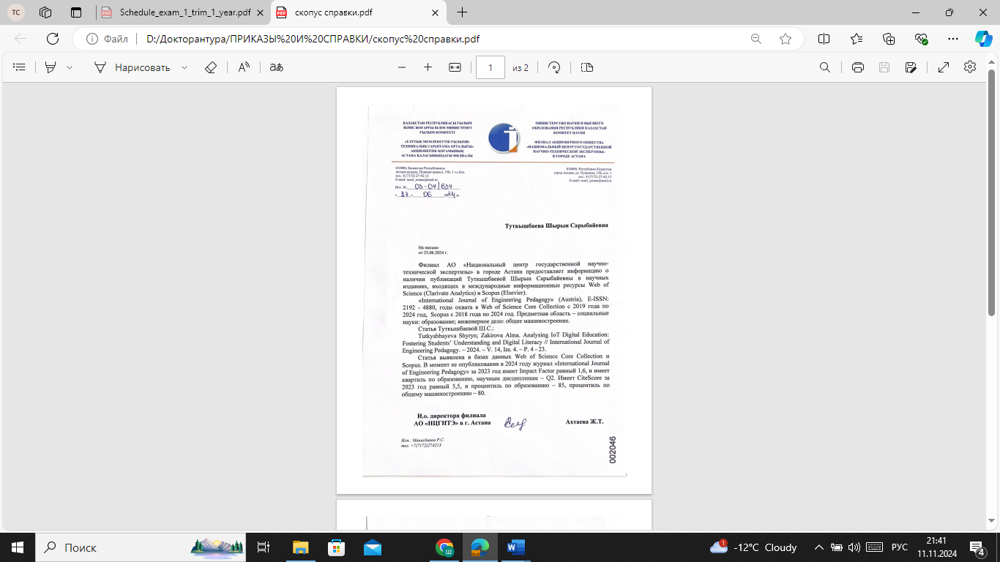 TC
Schedule_exam_1_trim_1_year.pdf
скопус справки.pdf
Файл
D:/Докторантура/ПРИКАЗЫ%20И%20СПРАВКИ/скопус%20справки.pdf
Нарисовать
1
из 2
ҚАЗАҚСТАН РЕСПУБЛИКАСЫ ҒЫЛЫМ
ЖӘНЕ ЖОҒАРҒЫ БІЛІМ МИНИСТРЛІГІ
ҒЫЛЫМ КОМИТЕТІ
«ҰЛТТЫҚ МЕМЛЕКЕТТІК ҒЫЛЫМИ-
ТЕХНИКАЛЫҚ САРАПТАМА ОРТАЛЫҒЫ»
АКЦИОНЕРЛІК ҚОҒАМЫНЫҢ
АСТАНА ҚАЛАСЫНДАҒЫ ФИЛИАЛЫ
МИНИСТЕРСТВО НАУКИ И ВЫСШЕГО
ОБРАЗОВАНИЯ РЕСПУБЛИКИ КАЗАХСТАН
КОМИТЕТ НАУКИ
ФИЛИАЛ АКЦИОНЕРНОГО ОБЩЕСТВА
«НАЦИОНАЛЬНЫЙ ЦЕНТР ГОСУДАРСТВЕННОЙ
НАУЧНО-ТЕХНИЧЕСКОЙ ЭКСПЕРТИЗЫ»
В ГОРОДЕ АСТАНА
010000, Қазақстан Республикасы
Астана қаласы, Пушкин көшесі, 15Б, 1 т.е.бөл.
тел.: 8 (7172) 27-42-13
E-mail: ncnti_astana@mail.ru
010000, Республика Казахстан
город Астана, ул. Пушкина, 15Б, н.п. 1
тел.: 8 (7172) 27-42-13
E-mail: ncnti_astana@mail.ru
Исх. № 03-04/634
«27» 06 2024
Туткышбаева Шырын Сарыбайевна
На письмо
от 25.06.2024 г.
Филиал АО «Национальный центр государственной научно-
технической экспертизы» в городе Астана предоставляет информацию о
наличии публикаций Туткышбаевой Шырын Сарыбайевны в научных
изданиях, входящих в международные информационные ресурсы Web of
Science (Clarivate Analytics) и Scopus (Elsevier).
«International Journal of Engineering Pedagogy» (Austria), E-ISSN:
2192 - 4880, годы охвата в Web of Science Core Collection с 2019 года по
2024 год, Scopus с 2018 года по 2024 год. Предметная область – социальные
науки: образование; инженерное дело: общее машиностроение.
Статья Туткышбаевой Ш.С.:
Tutkyshbayeva Shyryn; Zakirova Alma. Analysing IoT Digital Education:
Fostering Students' Understanding and Digital Literacy // International Journal of
Engineering Pedagogy. – 2024. – V. 14, Iss. 4. – P. 4 - 23.
Статья выявлена в базах данных Web of Science Core Collection и
Scopus. В момент ее опубликования в 2024 году журнал «International Journal
of Engineering Pedagogy» за 2023 год имеет Impact Factor равный 1,6, и имеет
квартиль по образованию, научным дисциплинам – Q2. Имеет CiteScore за
2023 год равный 5,5, и процентиль по образованию – 85, процентиль по
общему машиностроению – 80.
И.о. директора филиала
АО «НЦГНТЭ» в г. Астана
Ахтаева Ж.Т.
Исп.: Манасбаева Р.С.
тел. +7(7172)274213
002046
Поиск
1
-12°C Cloudy
РУС
21:41
11.11.2024
4